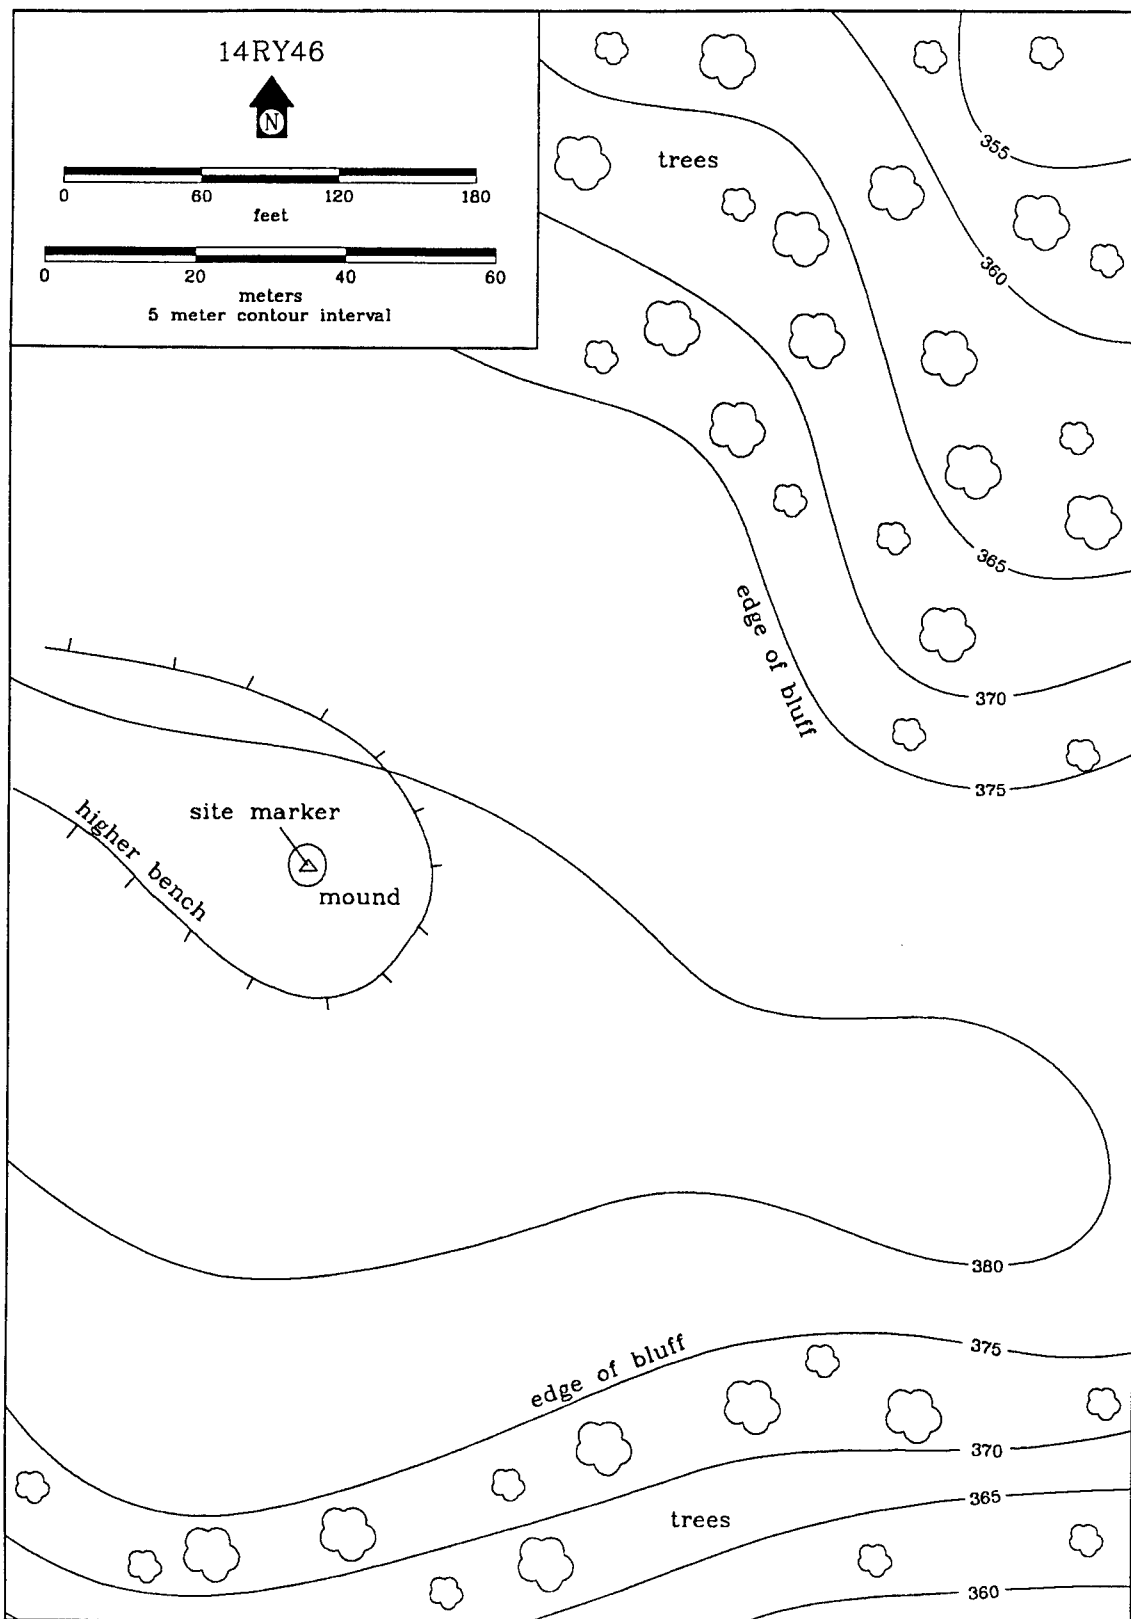 14RY46
N
0 60 120 180
feet
0 20 40 60
meters
5 meter contour interval
trees
355
360
365
edge of bluff
370
375
higher bench
site marker
mound
380
edge of bluff
375
370
365
trees
360